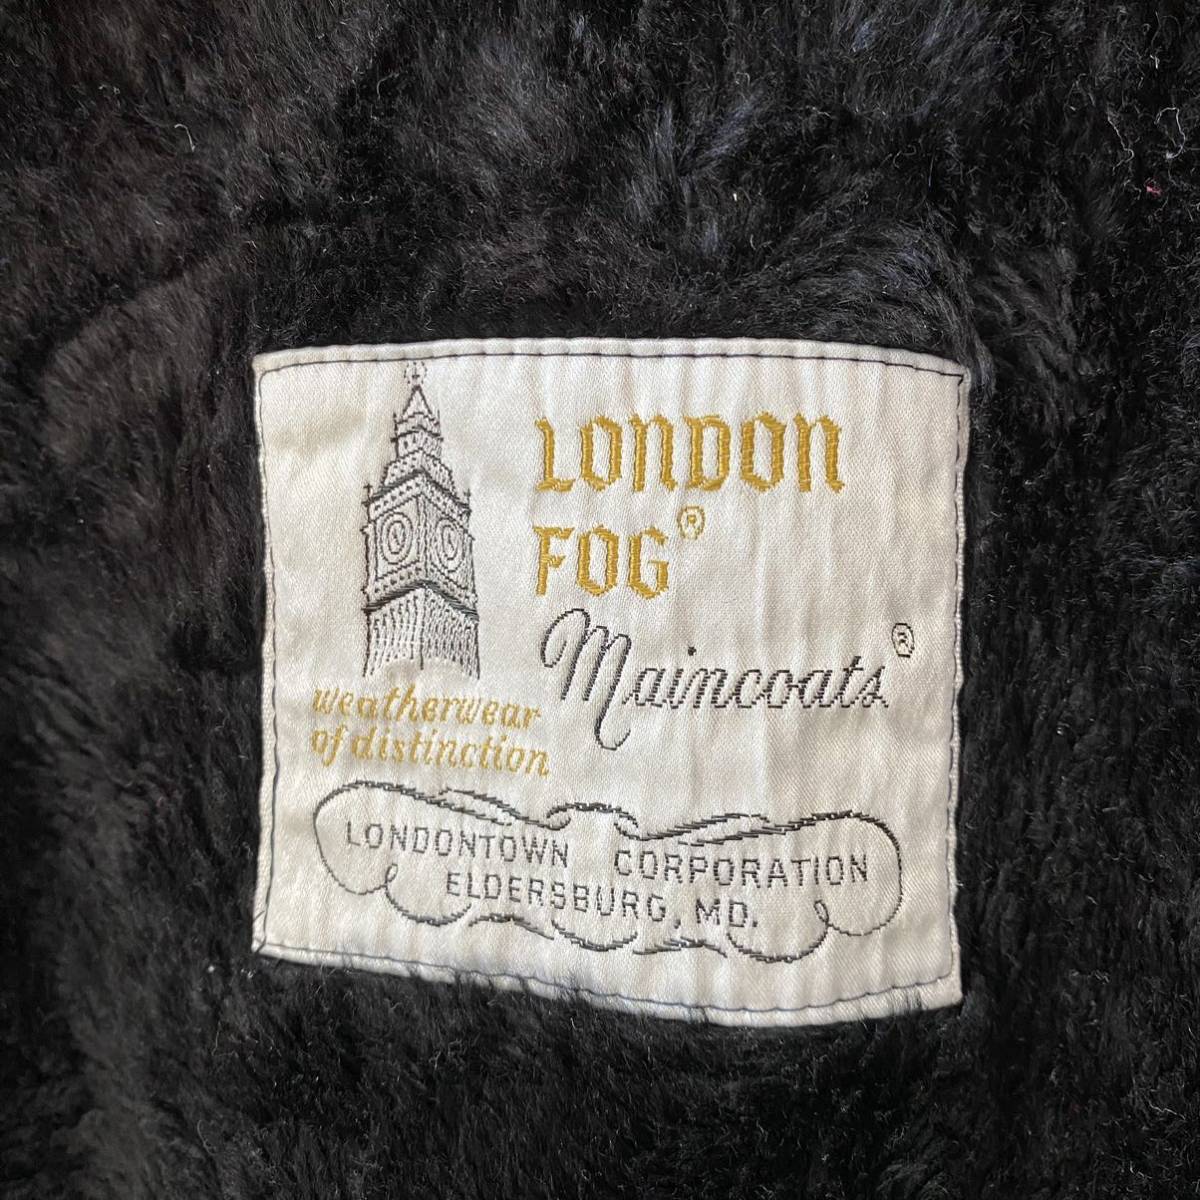 LONDON
FOG®
Maincoats®
weatherwear
of distinction
LONDONTOWN CORPORATION
ELDERSBURG, MD.